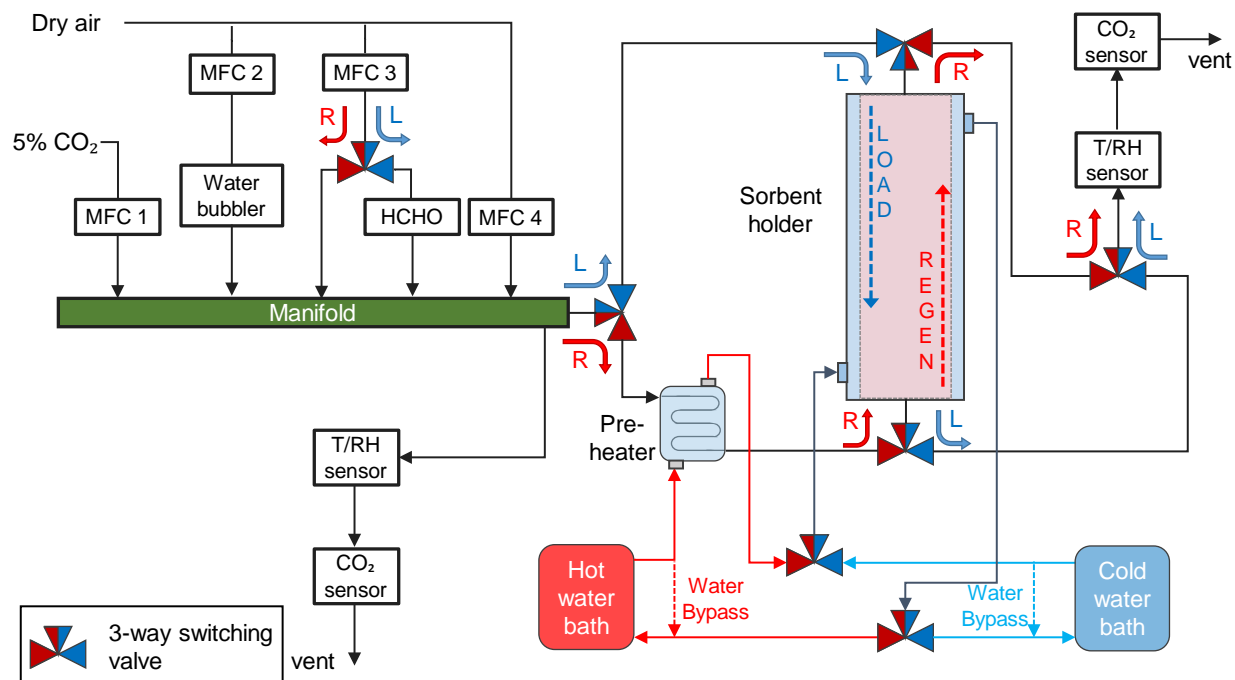 Dry air
MFC 2
MFC 3
CO₂
sensor
vent
R
L
L
R
5% CO₂
LOAD
T/RH
sensor
Water
bubbler
Sorbent
holder
MFC 1
HCHO
MFC 4
REGEN
R
L
L
Manifold
R
Pre-
heater
R
L
T/RH
sensor
CO₂
sensor
Hot
water
bath
Water
Bypass
Water
Bypass
Cold
water
bath
3-way switching
valve
vent